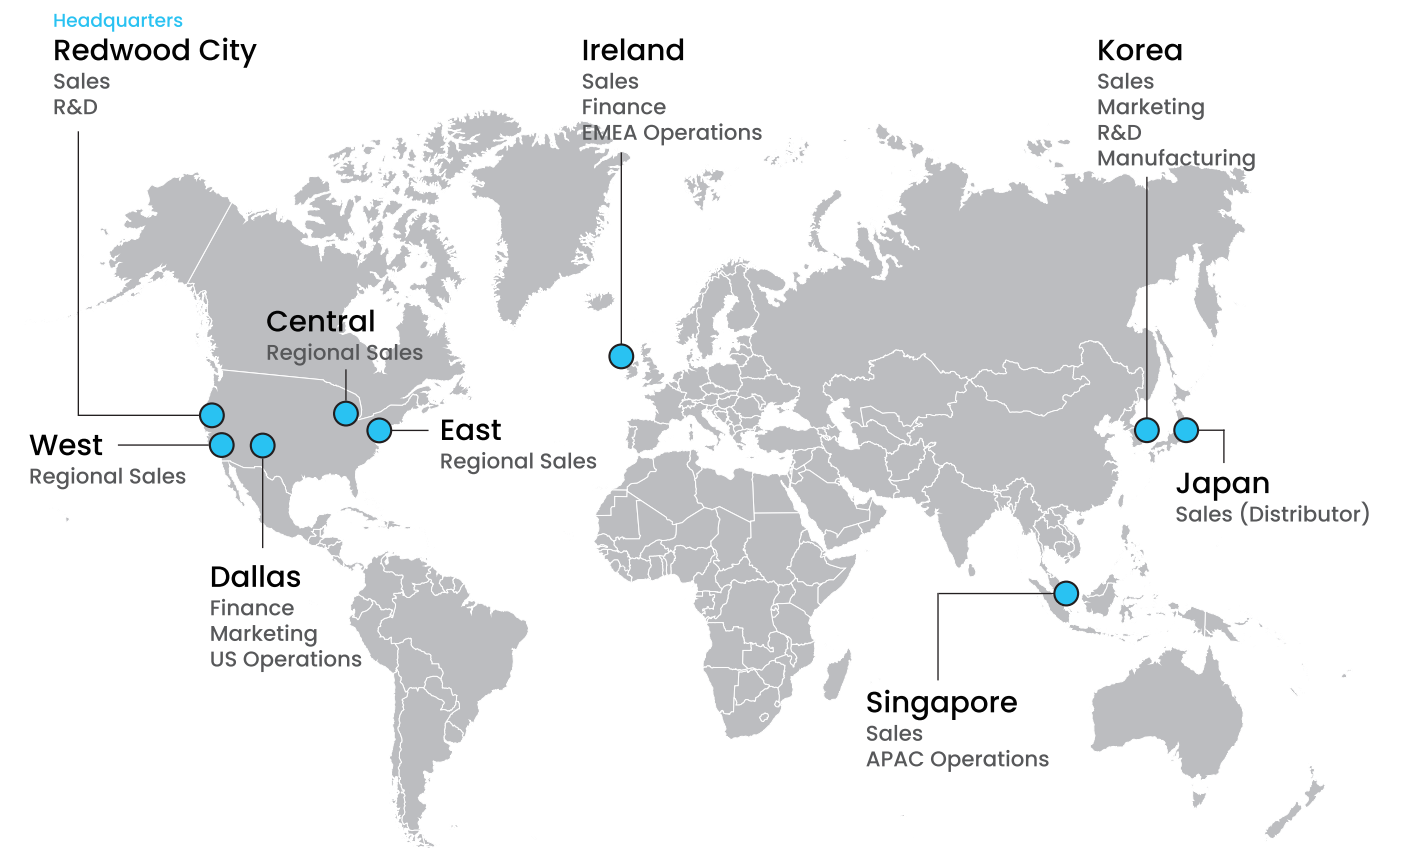 Headquarters
Redwood City
Sales
R&D
Ireland
Sales
Finance
EMEA Operations
Korea
Sales
Marketing
R&D
Manufacturing
Central
Regional Sales
West
Regional Sales
East
Regional Sales
Japan
Sales (Distributor)
Dallas
Finance
Marketing
US Operations
Singapore
Sales
APAC Operations